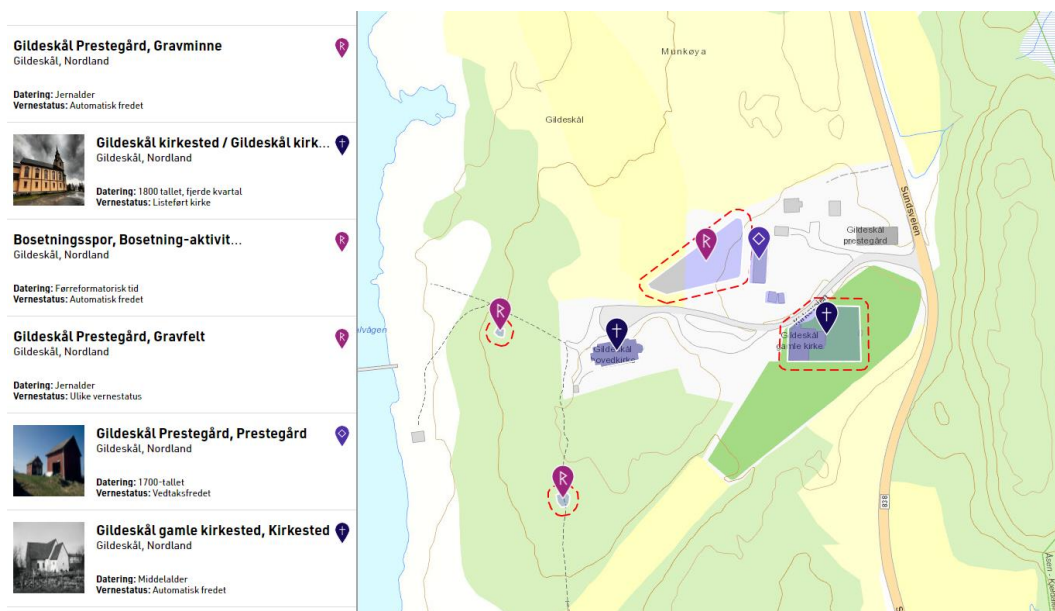 Gildeskål Prestegård, Gravminne
Gildeskål, Nordland
Datering: Jernalder
Vernestatus: Automatisk fredet
Gildeskål kirkested / Gildeskål kirk...
Gildeskål, Nordland
Datering: 1800 tallet, fjerde kvartal
Vernestatus: Listeført kirke
Bosetningsspor, Bosetning-aktivit...
Gildeskål, Nordland
Datering: Førreformatorisk tid
Vernestatus: Automatisk fredet
Gildeskål Prestegård, Gravfelt
Gildeskål, Nordland
Datering: Jernalder
Vernestatus: Ulike vernestatus
Gildeskål Prestegård, Prestegård
Gildeskål, Nordland
Datering: 1700-tallet
Vernestatus: Vedtaksfredet
Gildeskål gamle kirkested, Kirkested
Gildeskål, Nordland
Datering: Middelalder
Vernestatus: Automatisk fredet
Munkøya
Gildeskål
Sundsveien
Gildeskål
prestegård
Gildeskål
gamle kirke
Gildeskål
hovedkirke
838